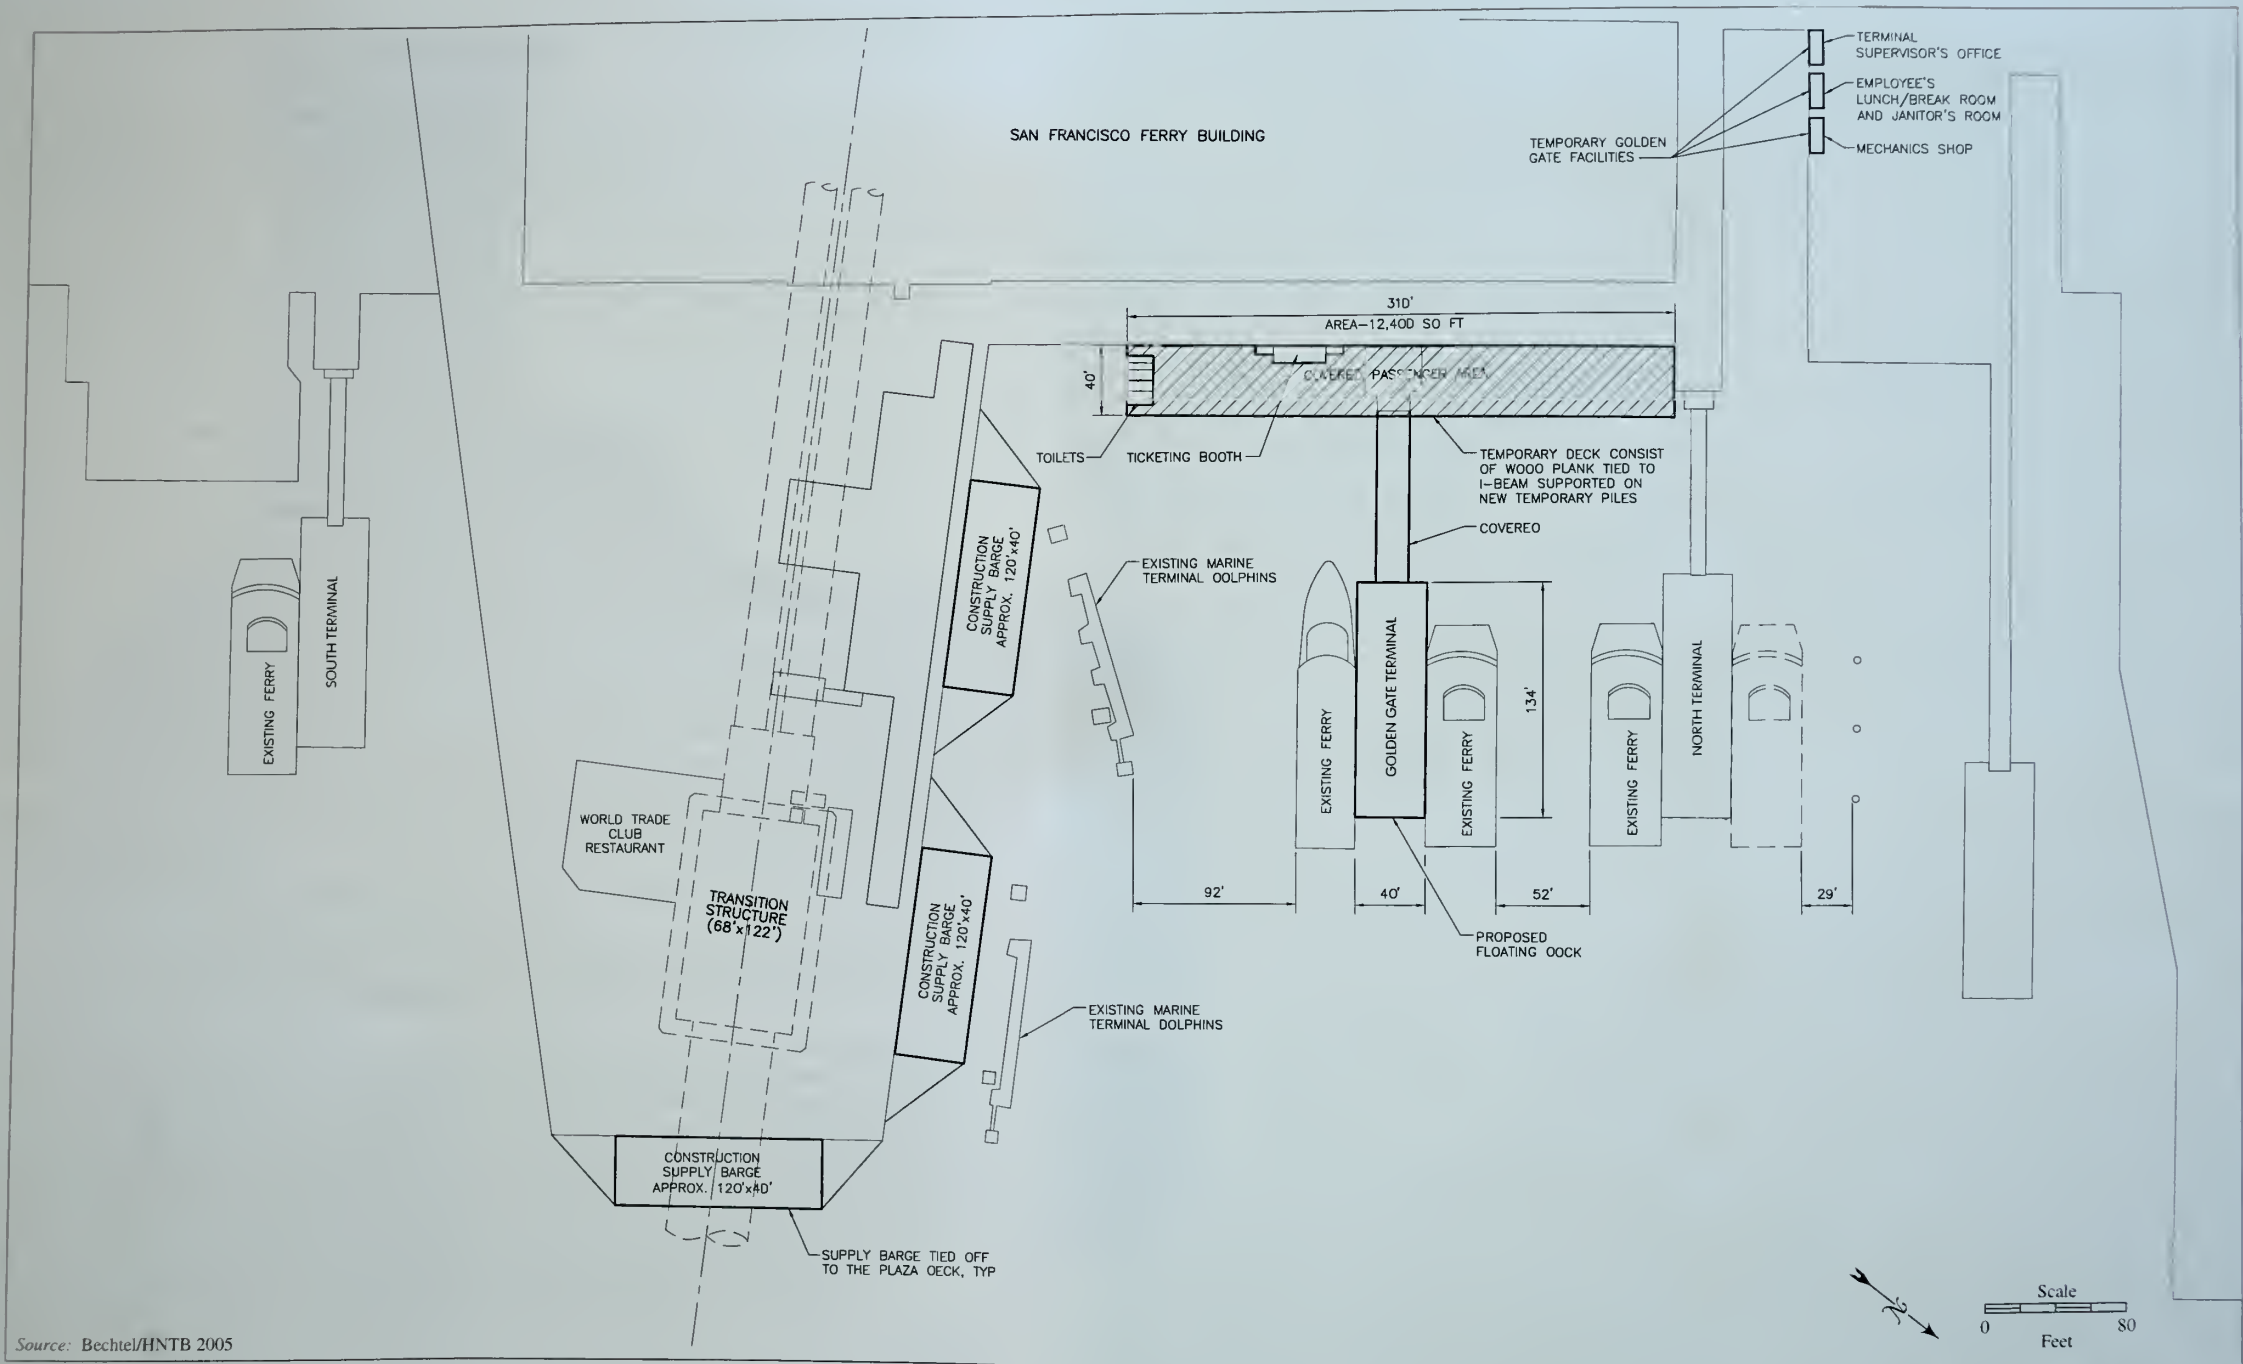 TERMINAL
SUPERVISOR'S OFFICE
EMPLOYEE'S
LUNCH/BREAK ROOM
AND JANITOR'S ROOM
MECHANICS SHOP
TEMPORARY GOLDEN
GATE FACILITIES
SAN FRANCISCO FERRY BUILDING
310'
AREA-12,400 SQ FT
40'
COVERED PASSENGER AREA
TOILETS
TICKETING BOOTH
TEMPORARY DECK CONSIST
OF WOOD PLANK TIED TO
I-BEAM SUPPORTED ON
NEW TEMPORARY PILES
COVERED
CONSTRUCTION
SUPPLY BARGE
APPROX. 120'x40'
EXISTING MARINE
TERMINAL DOLPHINS
EXISTING FERRY
SOUTH TERMINAL
EXISTING FERRY
GOLDEN GATE TERMINAL
EXISTING FERRY
134'
EXISTING FERRY
NORTH TERMINAL
WORLD TRADE
CLUB
RESTAURANT
TRANSITION
STRUCTURE
(68'x122')
CONSTRUCTION
SUPPLY BARGE
APPROX. 120'x40'
92'
40'
52'
29'
PROPOSED
FLOATING DOCK
EXISTING MARINE
TERMINAL DOLPHINS
CONSTRUCTION
SUPPLY BARGE
APPROX. 120'x40'
SUPPLY BARGE TIED OFF
TO THE PLAZA DECK, TYP
N
Scale
0 80
Feet
Source: Bechtel/HNTB 2005